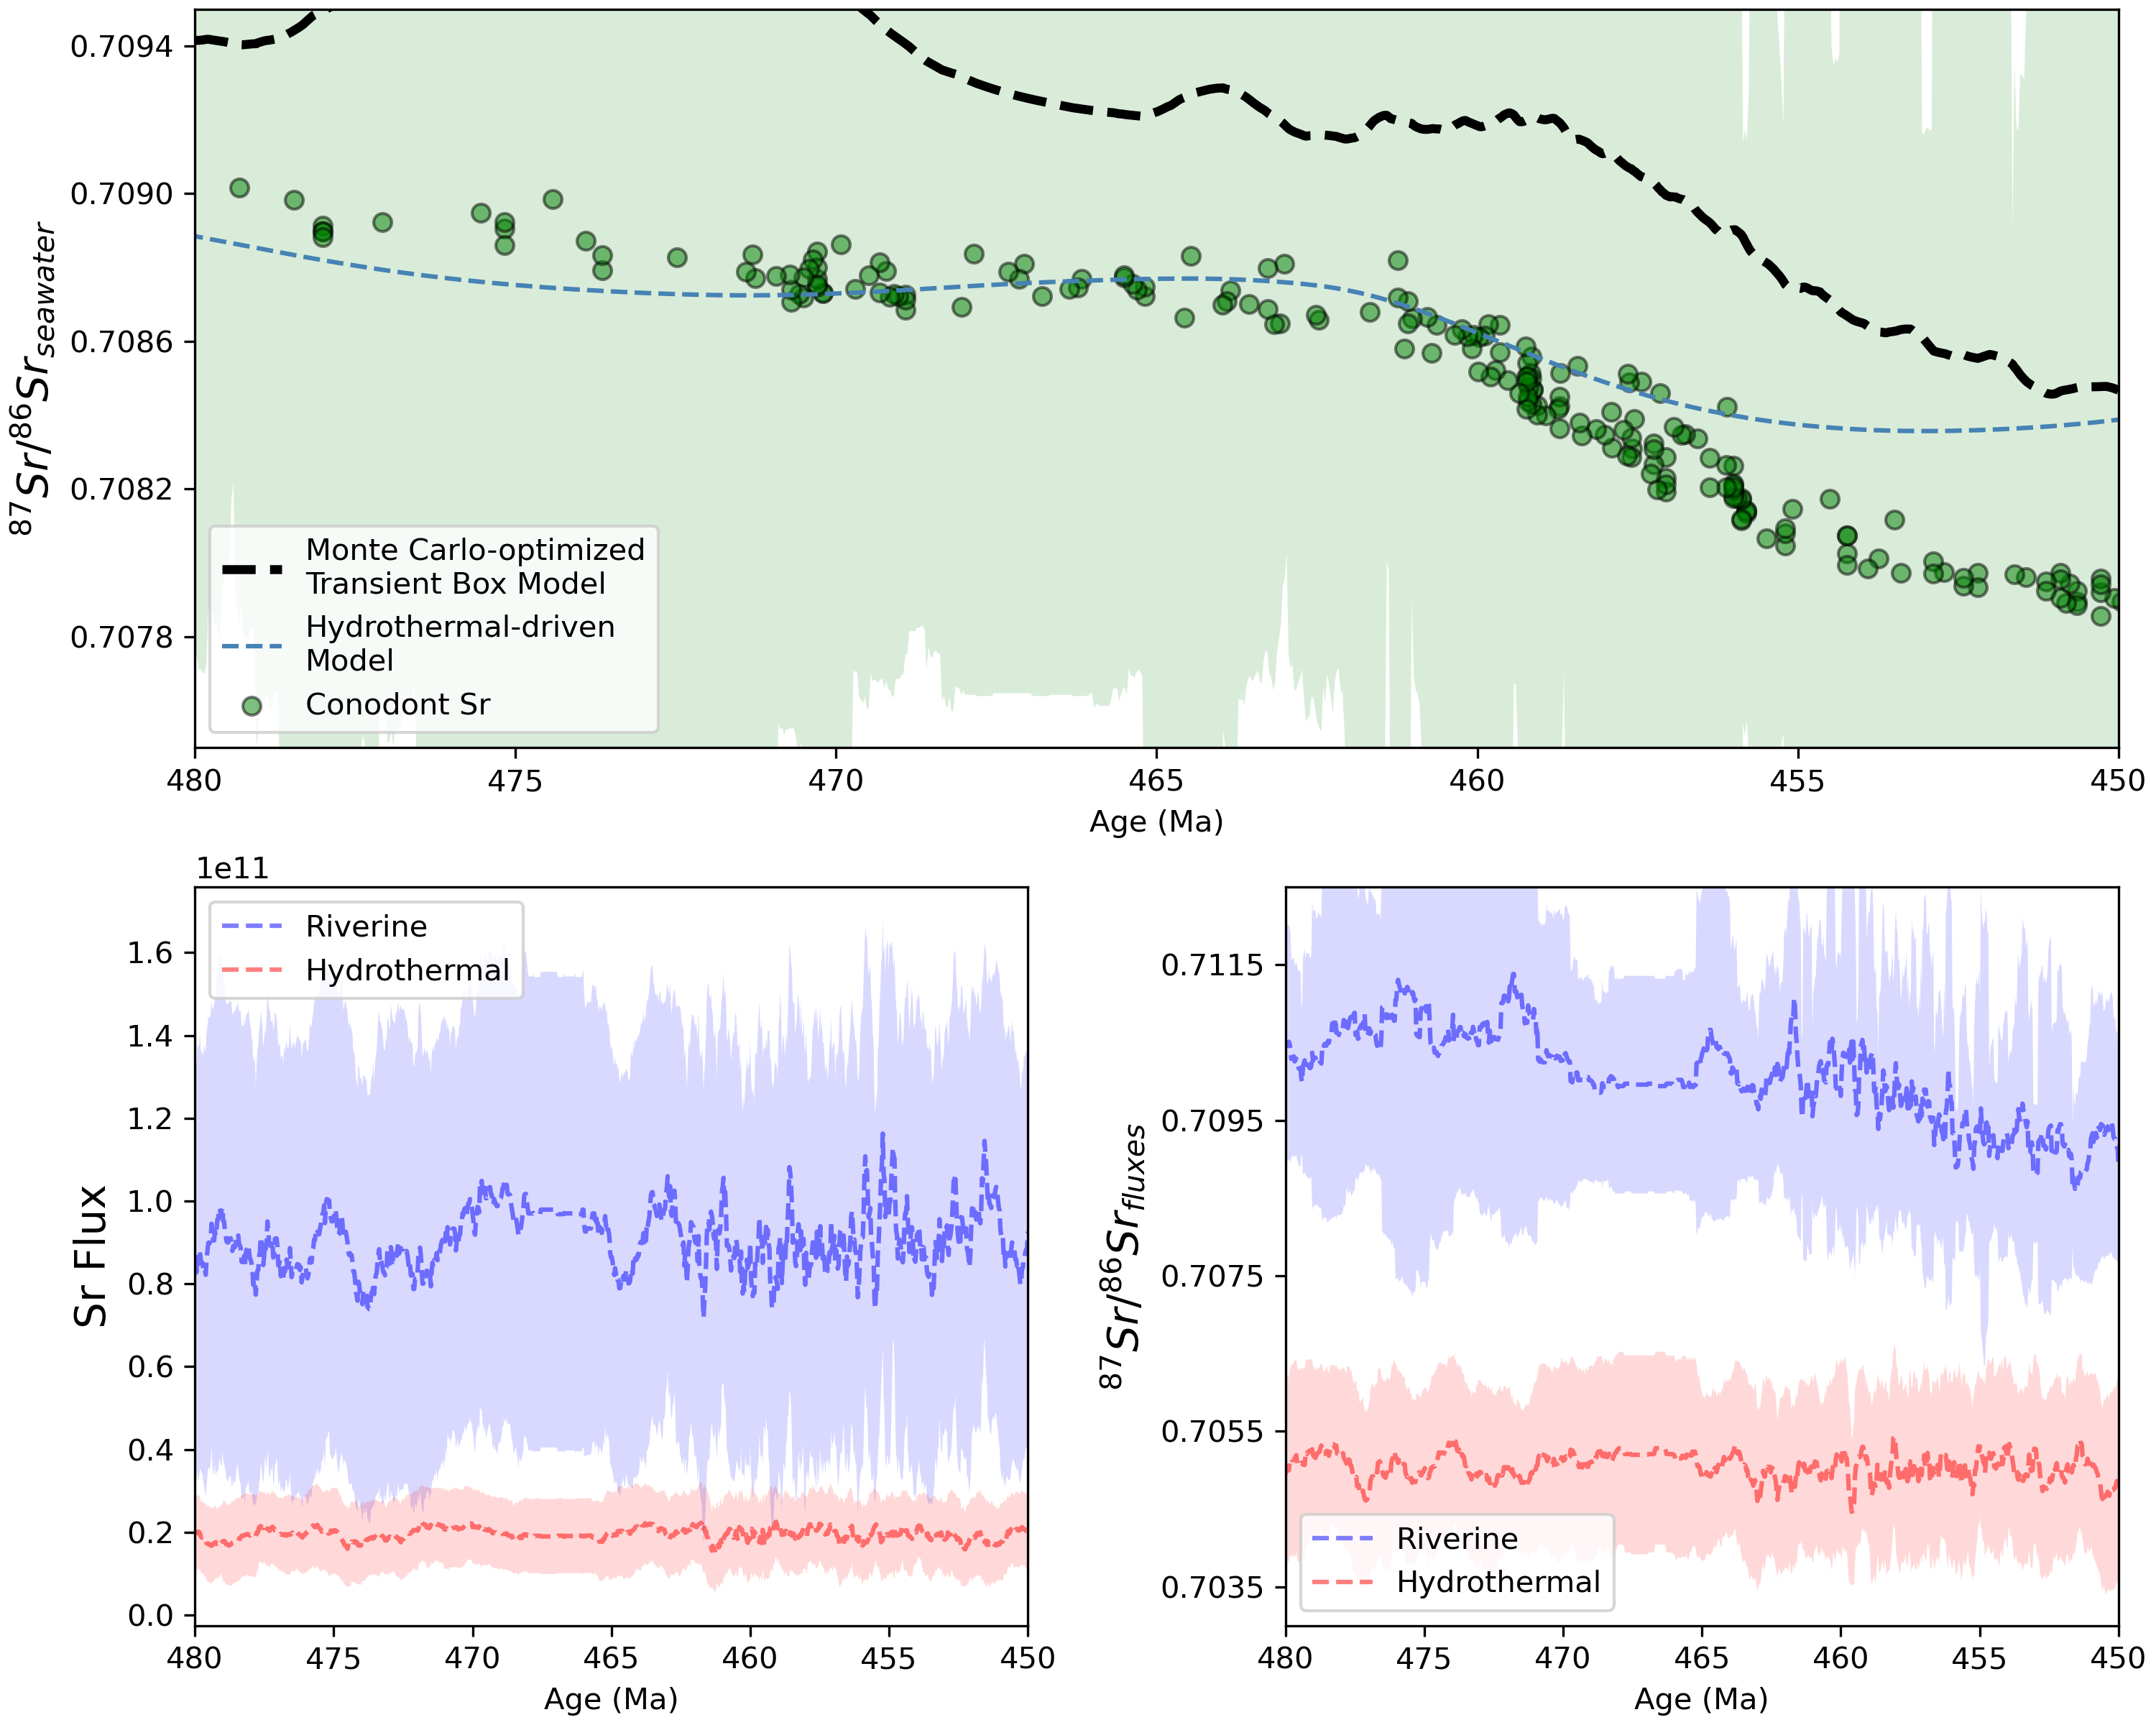 0.7094
0.7090
0.7086
0.7082
0.7078
87Sr/86Sr seawater
Monte Carlo-optimized
Transient Box Model
Hydrothermal-driven
Model
Conodont Sr
480 475 470 465 460 455 450
Age (Ma)
1e11
1.6
1.4
1.2
1.0
0.8
0.6
0.4
0.2
0.0
Sr Flux
Riverine
Hydrothermal
480 475 470 465 460 455 450
Age (Ma)
0.7115
0.7095
0.7075
0.7055
0.7035
87Sr/86Sr fluxes
Riverine
Hydrothermal
480 475 470 465 460 455 450
Age (Ma)